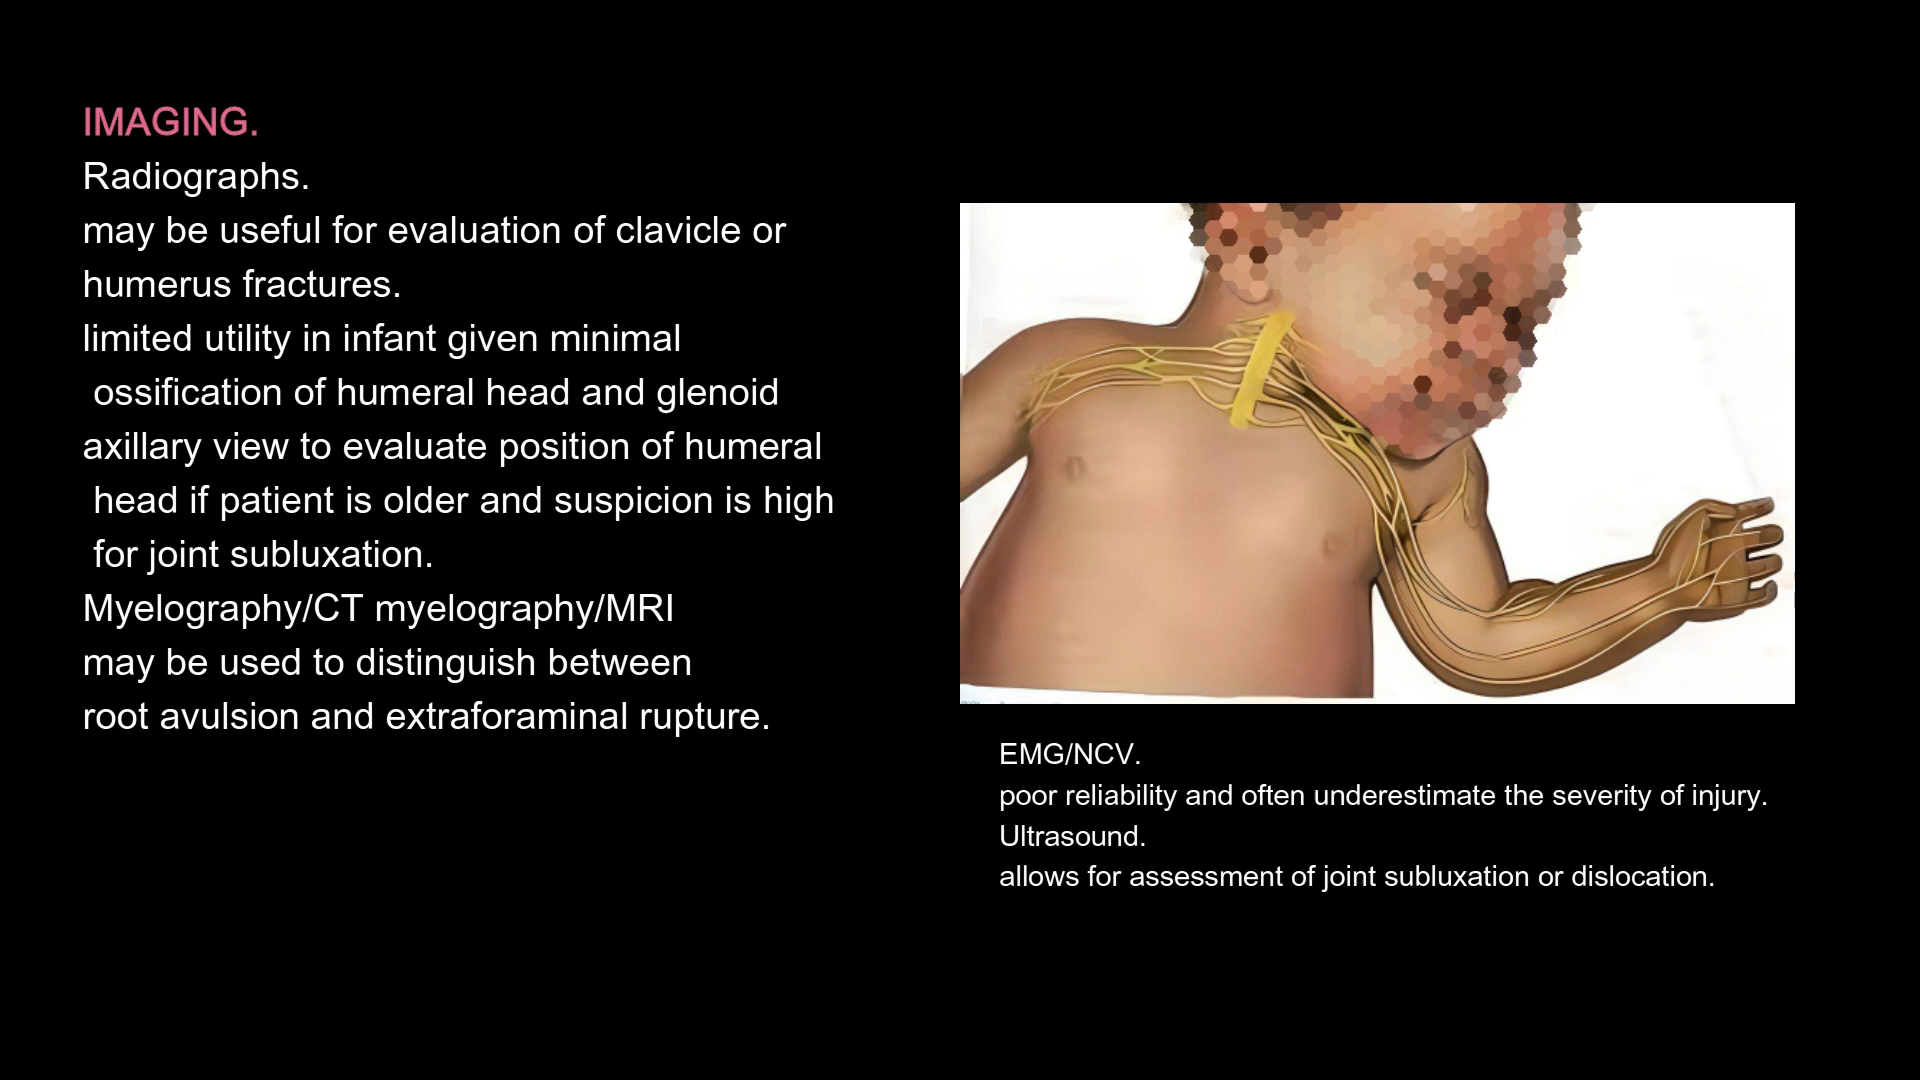 IMAGING.
Radiographs.
may be useful for evaluation of clavicle or
humerus fractures.
limited utility in infant given minimal
ossification of humeral head and glenoid
axillary view to evaluate position of humeral
head if patient is older and suspicion is high
for joint subluxation.
Myelography/CT myelography/MRI
may be used to distinguish between
root avulsion and extraforaminal rupture.
EMG/NCV.
poor reliability and often underestimate the severity of injury.
Ultrasound.
allows for assessment of joint subluxation or dislocation.